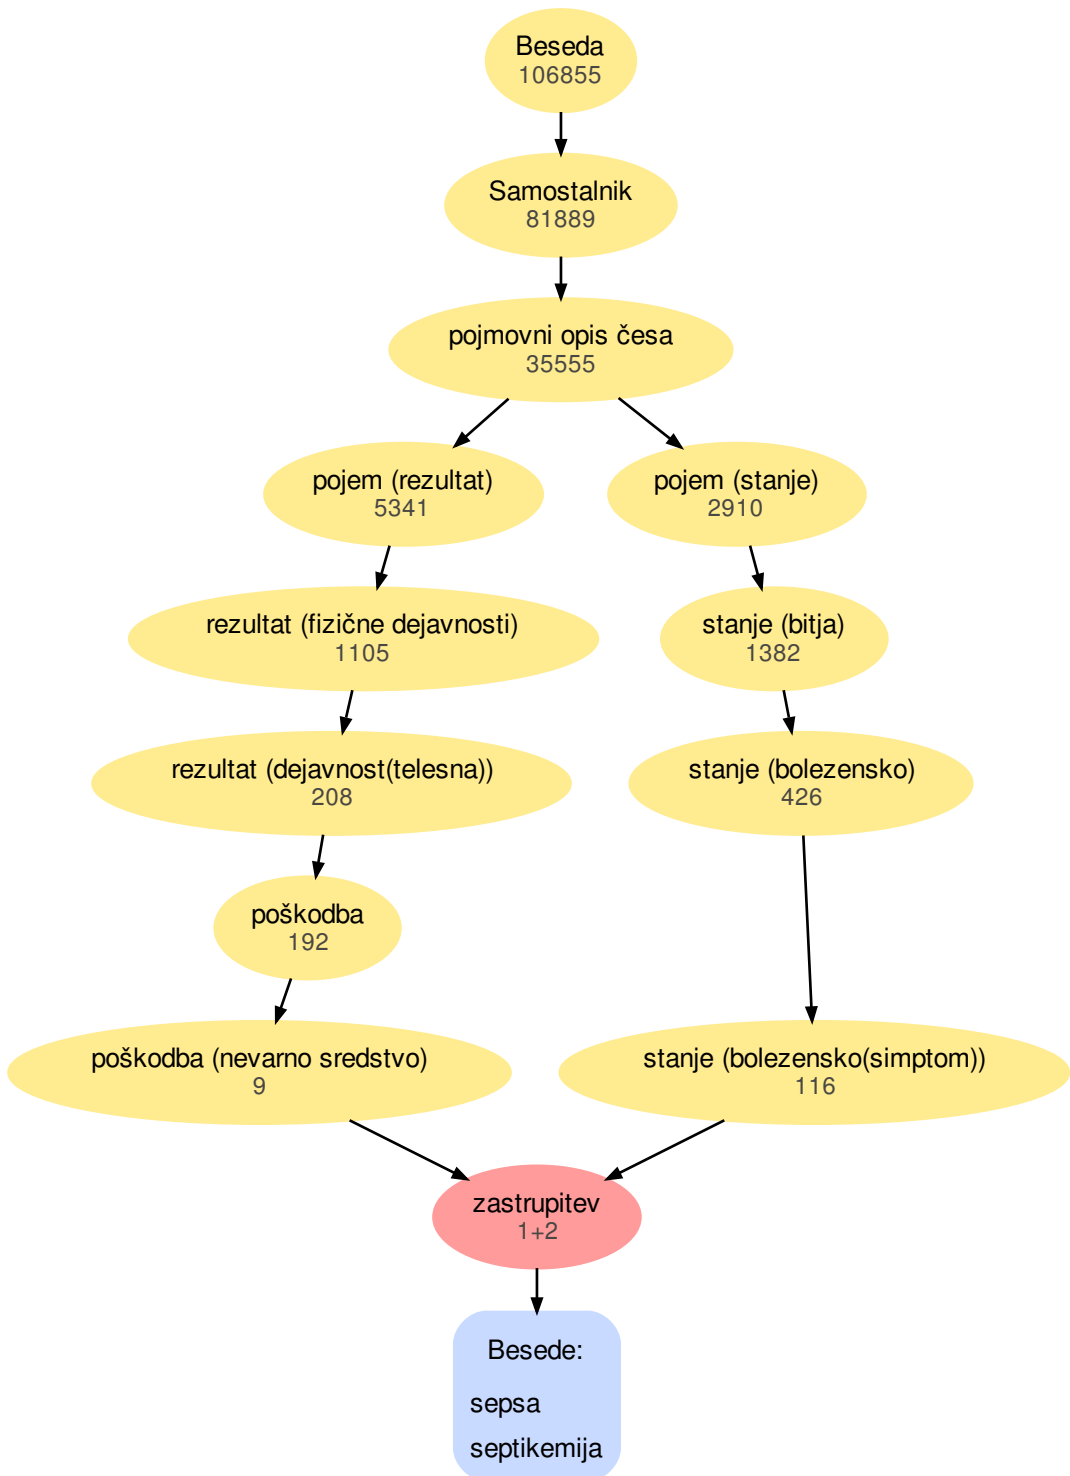 Beseda
106855
Samostalnik
81889
pojmovni opis česa
35555
pojem (rezultat)
5341
pojem (stanje)
2910
rezultat (fizične dejavnosti)
1105
stanje (bitja)
1382
rezultat (dejavnost(telesna))
208
stanje (bolezensko)
426
poškodba
192
poškodba (nevarno sredstvo)
9
stanje (bolezensko(simptom))
116
zastrupitev
1+2
Besede:
sepsa
septikemija